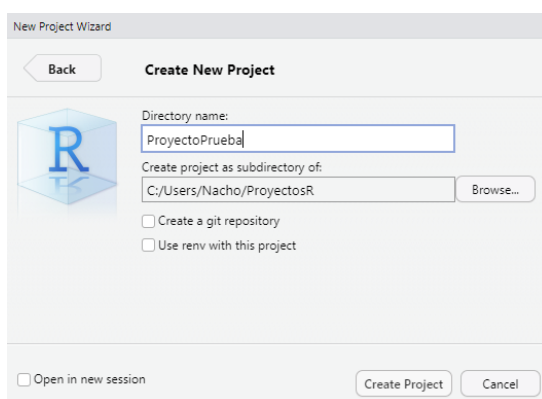 New Project Wizard
Back
Create New Project
R
Directory name:
ProyectoPrueba
Create project as subdirectory of:
C:/Users/Nacho/ProyectosR
Browse...
Create a git repository
Use renv with this project
Open in new session
Create Project
Cancel